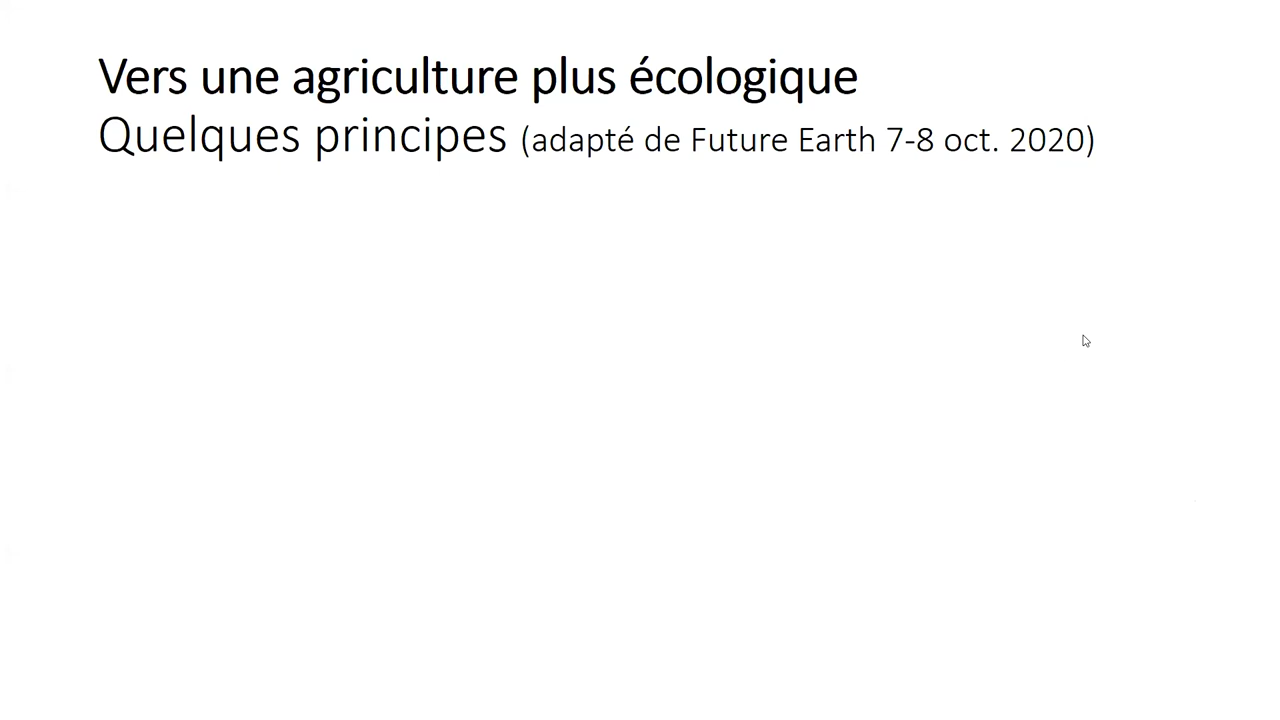 Vers une agriculture plus écologique
Quelques principes (adapté de Future Earth 7-8 oct. 2020)